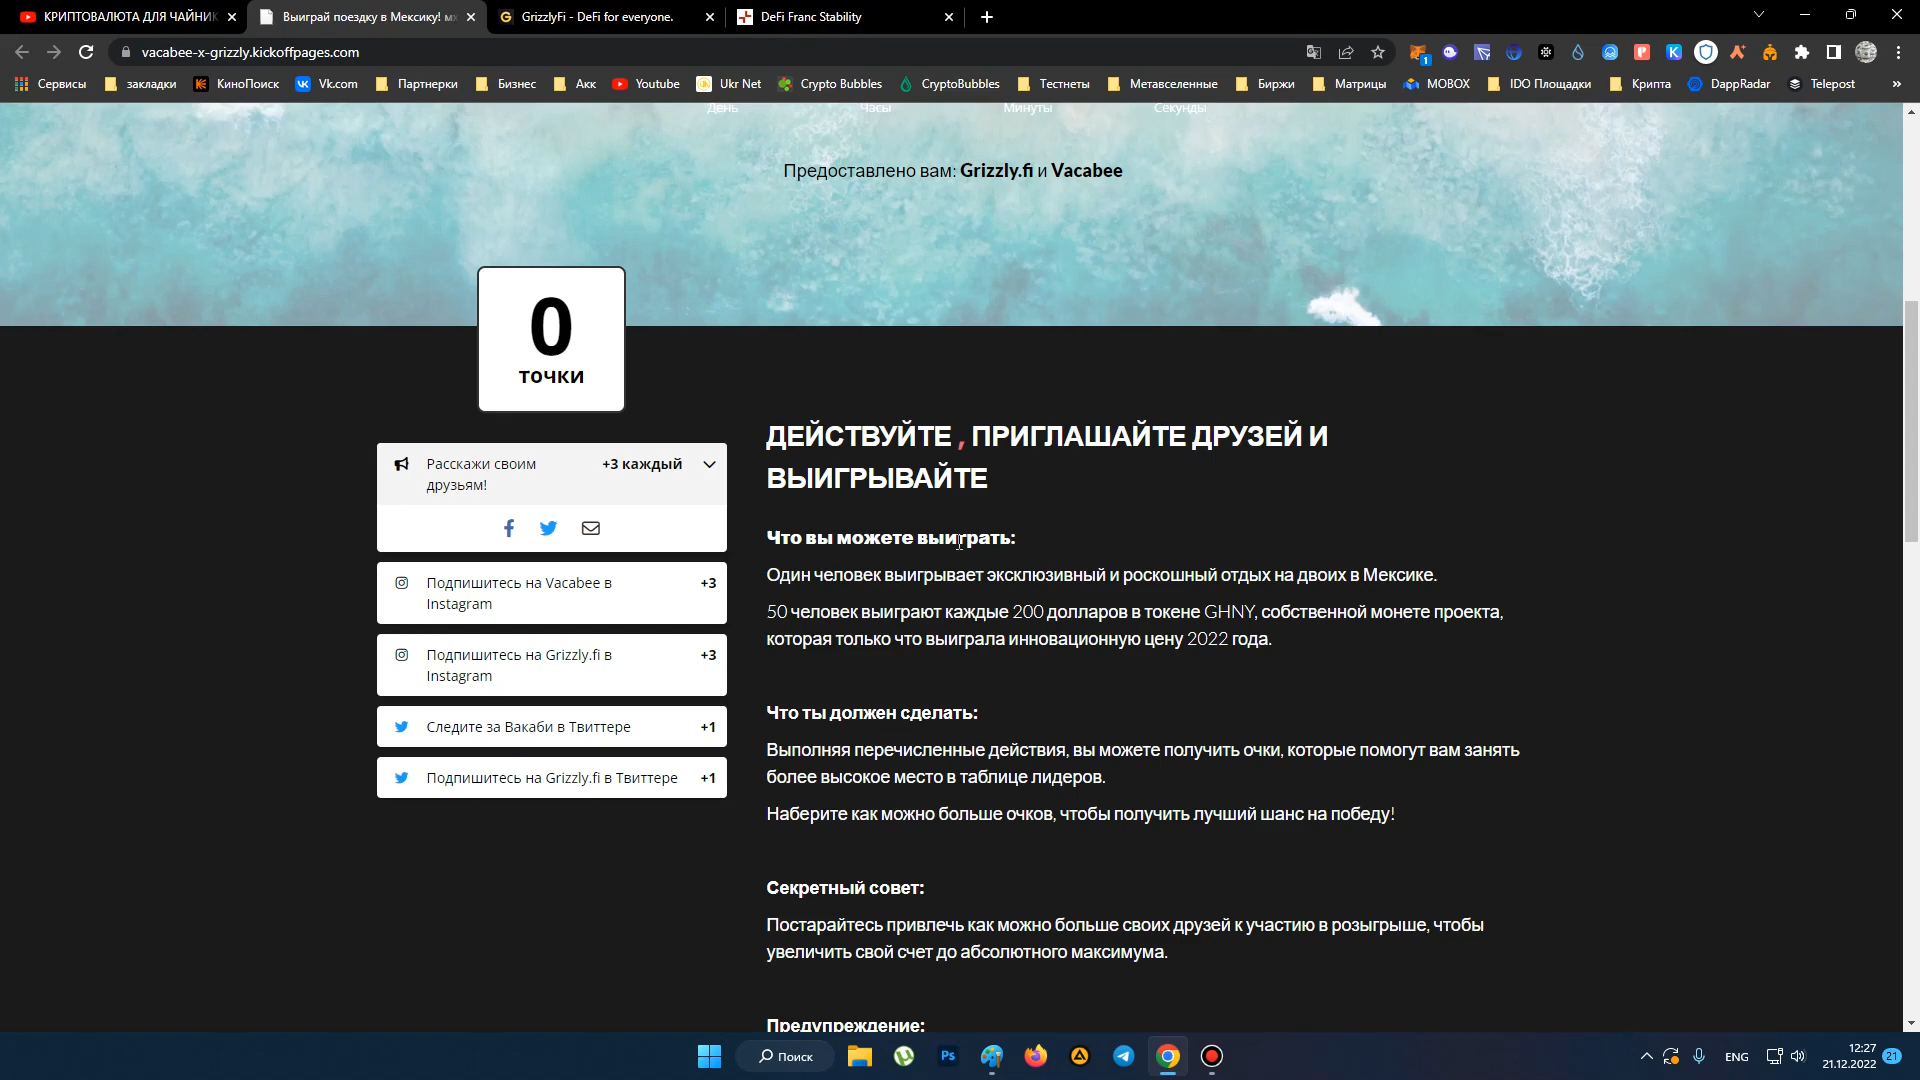 КРИПТОВАЛЮТА ДЛЯ ЧАЙНИК
Выиграй поездку в Мексику!
GrizzlyFi - DeFi for everyone.
DeFi Franc Stability
vacabee-x-grizzly.kickoffpages.com
1
Сервисы
закладки
КиноПоиск
Vk.com
Партнерки
Бизнес
Акк
Youtube
Ukr Net
Crypto Bubbles
CryptoBubbles
Тестнеты
Метавселенные
Биржи
Матрицы
MOBOX
IDO Площадки
Крипта
DappRadar
Telepost
»
День
Часы
Минуты
Секунды
Предоставлено вам: Grizzly.fi и Vacabee
0
точки
Расскажи своим
друзьям!
+3 каждый
Подпишитесь на Vacabee в
Instagram
+3
Подпишитесь на Grizzly.fi в
Instagram
+3
Следите за Вакаби в Твиттере +1
Подпишитесь на Grizzly.fi в Твиттере +1
ДЕЙСТВУЙТЕ , ПРИГЛАШАЙТЕ ДРУЗЕЙ И
ВЫИГРЫВАЙТЕ
Что вы можете выиграть:
Один человек выигрывает эксклюзивный и роскошный отдых на двоих в Мексике.
50 человек выиграют каждые 200 долларов в токене GHNY, собственной монете проекта,
которая только что выиграла инновационную цену 2022 года.
Что ты должен сделать:
Выполняя перечисленные действия, вы можете получить очки, которые помогут вам занять
более высокое место в таблице лидеров.
Наберите как можно больше очков, чтобы получить лучший шанс на победу!
Секретный совет:
Постарайтесь привлечь как можно больше своих друзей к участию в розыгрыше, чтобы
увеличить свой счет до абсолютного максимума.
Предупреждение:
Поиск
Ps
ENG
12:27
21.12.2022
21